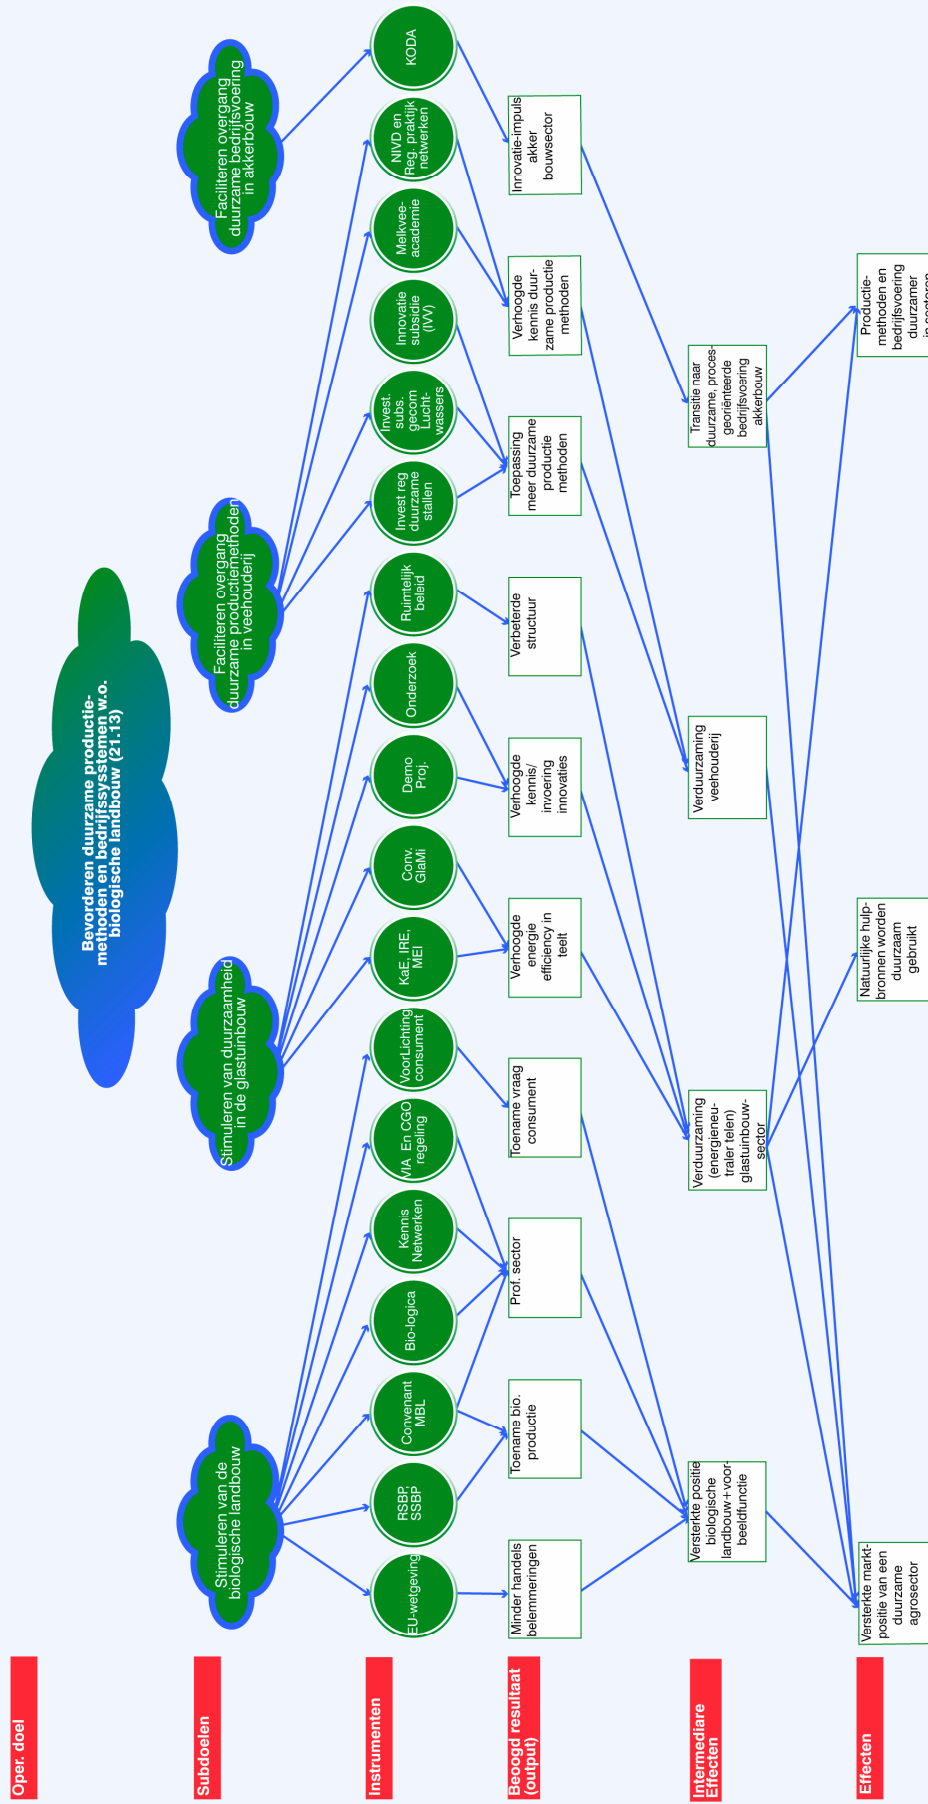 Oper. doel
Bevorderen duurzame productie-
methoden en bedrijfssysstemen w.o.
biologische landbouw (21.13)
Subdoelen
Stimuleren van de
biologische landbouw
Stimuleren van duurzaamheid
in de glastuinbouw
Faciliteren overgang
duurzame productiemethoden
in veehouderij
Faciliteren overgang
duurzame bedrijfsvoering
in akkerbouw
Instrumenten
EU-wetgeving
RSBP,
SSBP
Convenant
MBL
Bio-logica
Kennis
Netwerken
VIA En CGO
regeling
VoorLichting
consument
KaE, IRE,
MEI
Conv.
GlaMi
Demo
Proj.
Onderzoek
Ruimtelijk
beleid
Invest reg
duurzame
stallen
Invest.
subs.
gecom
Lucht-
wassers
Innovatie
subsidie
(IVV)
Melkvee-
academie
NIVD en
Reg. praktijk
netwerken
KODA
Beoogd resultaat
(output)
Minder handels
belemmeringen
Toename bio.
productie
Prof. sector
Toename vraag
consument
Verhoogde
energie
efficiency in
teelt
Verhoogde
kennis/
invoering
innovaties
Verbeterde
structuur
Toepassing
meer duurzame
productie
methoden
Verhoogde
kennis duur-
zame productie
methoden
Innovatie-impuls
akker
bouwsector
Intermediare
Effecten
Versterkte positie
biologische
landbouw+voor-
beeldfunctie
Verduurzaming
(energieneu-
traler telen)
glastuinbouw-
sector
Verduurzaming
veehouderij
Transitie naar
duurzame, proces-
georiënteerde
bedrijfsvoering
akkerbouw
Effecten
Versterkte markt-
positie van een
duurzame
agrosector
Natuurlijke hulp-
bronnen worden
duurzaam
gebruikt
Productie-
methoden en
bedrijfsvoering
duurzamer
in sectoren